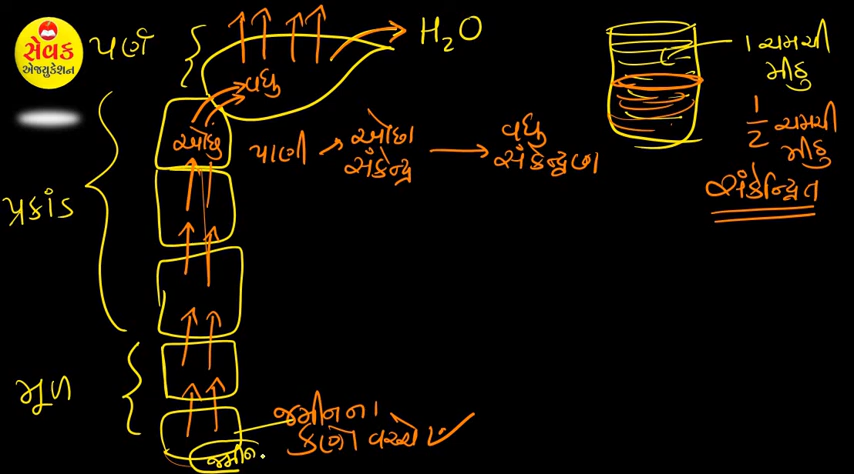 સેવક
એજ્યુકેશન
પર્ણ
H₂O
વધુ
ઓછું
પાણી → ઓછા
સંકેન્દ્ર
વધુ
સંકેન્દ્રણ
1 ચમચી
મીઠુ
1/2 ચમચી
મીઠુ
સંકેન્દ્રિત
પ્રકાંડ
મૂળ
જમીનના
કણો વચ્ચે
જમીન.